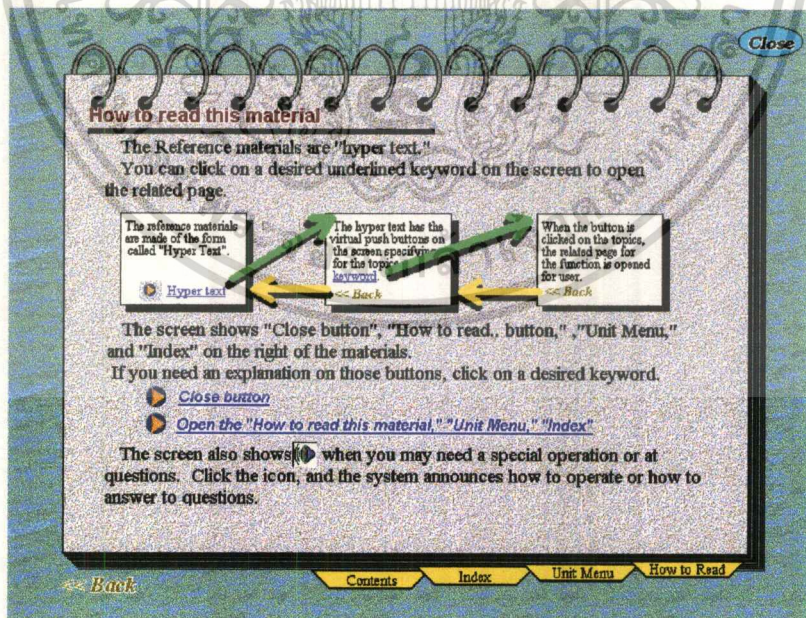 Close
How to read this material
The Reference materials are "hyper text."
You can click on a desired underlined keyword on the screen to open
the related page.
The reference materials
are made of the form
called "Hyper Text".
Hyper text
The hyper text has the
virtual push buttons on
the screen specifying
for the topic
keyword.
<< Back
When the button is
clicked on the topics,
the related page for
the function is opened
for user.
<< Back
The screen shows "Close button", "How to read.. button," ,"Unit Menu,"
and "Index" on the right of the materials.
If you need an explanation on those buttons, click on a desired keyword.
Close button
Open the "How to read this material," "Unit Menu," "Index"
The screen also shows when you may need a special operation or at
questions. Click the icon, and the system announces how to operate or how to
answer to questions.
<< Back
Contents
Index
Unit Menu
How to Read